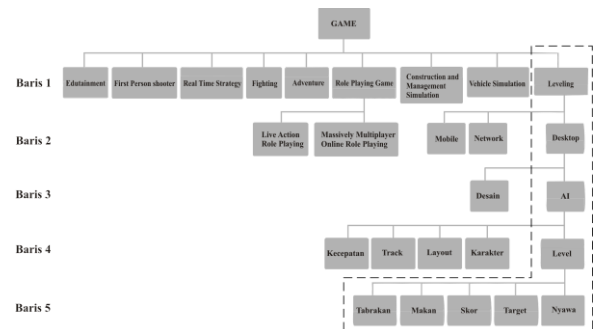 GAME
Baris 1
Edutainment
First Person shooter
Real Time Strategy
Fighting
Adventure
Role Playing Game
Construction and
Management
Simulation
Vehicle Simulation
Leveling
Baris 2
Live Action
Role Playing
Massively Multiplayer
Online Role Playing
Mobile
Network
Desktop
Baris 3
Desain
AI
Baris 4
Kecepatan
Track
Layout
Karakter
Level
Baris 5
Tabrakan
Makan
Skor
Target
Nyawa